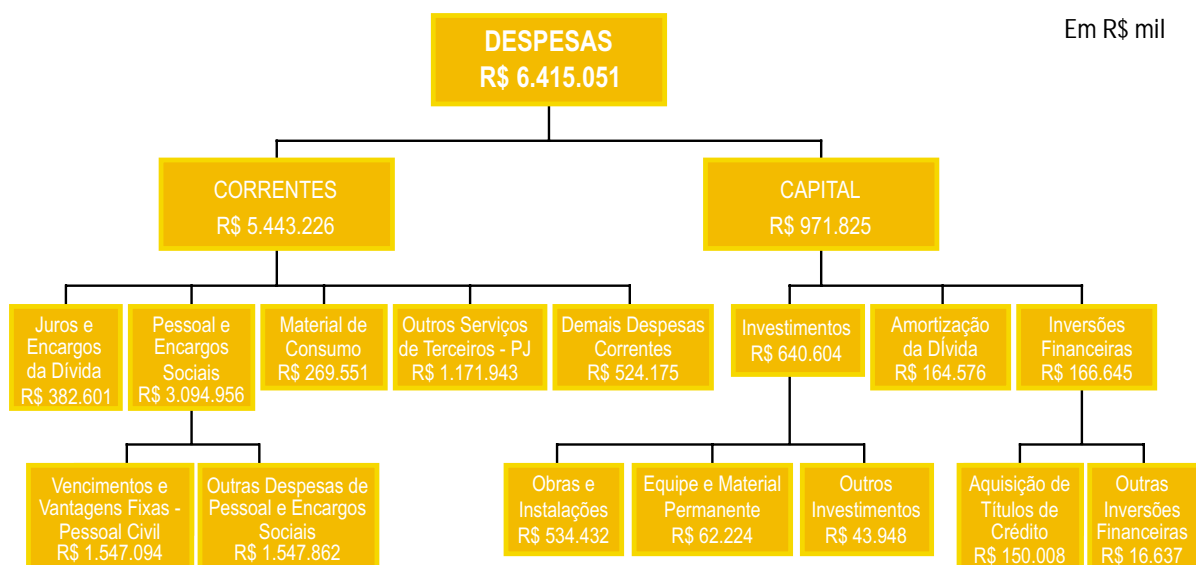 Em R$ mil
DESPESAS
R$ 6.415.051
CORRENTES
R$ 5.443.226
CAPITAL
R$ 971.825
Juros e
Encargos
da Dívida
R$ 382.601
Pessoal e
Encargos
Sociais
R$ 3.094.956
Material de
Consumo
R$ 269.551
Outros Serviços
de Terceiros - PJ
R$ 1.171.943
Demais Despesas
Correntes
R$ 524.175
Investimentos
R$ 640.604
Amortização
da DÍvida
R$ 164.576
Inversões
Financeiras
R$ 166.645
Vencimentos e
Vantagens Fixas -
Pessoal Civil
R$ 1.547.094
Outras Despesas de
Pessoal e Encargos
Sociais
R$ 1.547.862
Obras e
Instalações
R$ 534.432
Equipe e Material
Permanente
R$ 62.224
Outros
Investimentos
R$ 43.948
Aquisição de
Títulos de
Crédito
R$ 150.008
Outras
Inversões
Financeiras
R$ 16.637